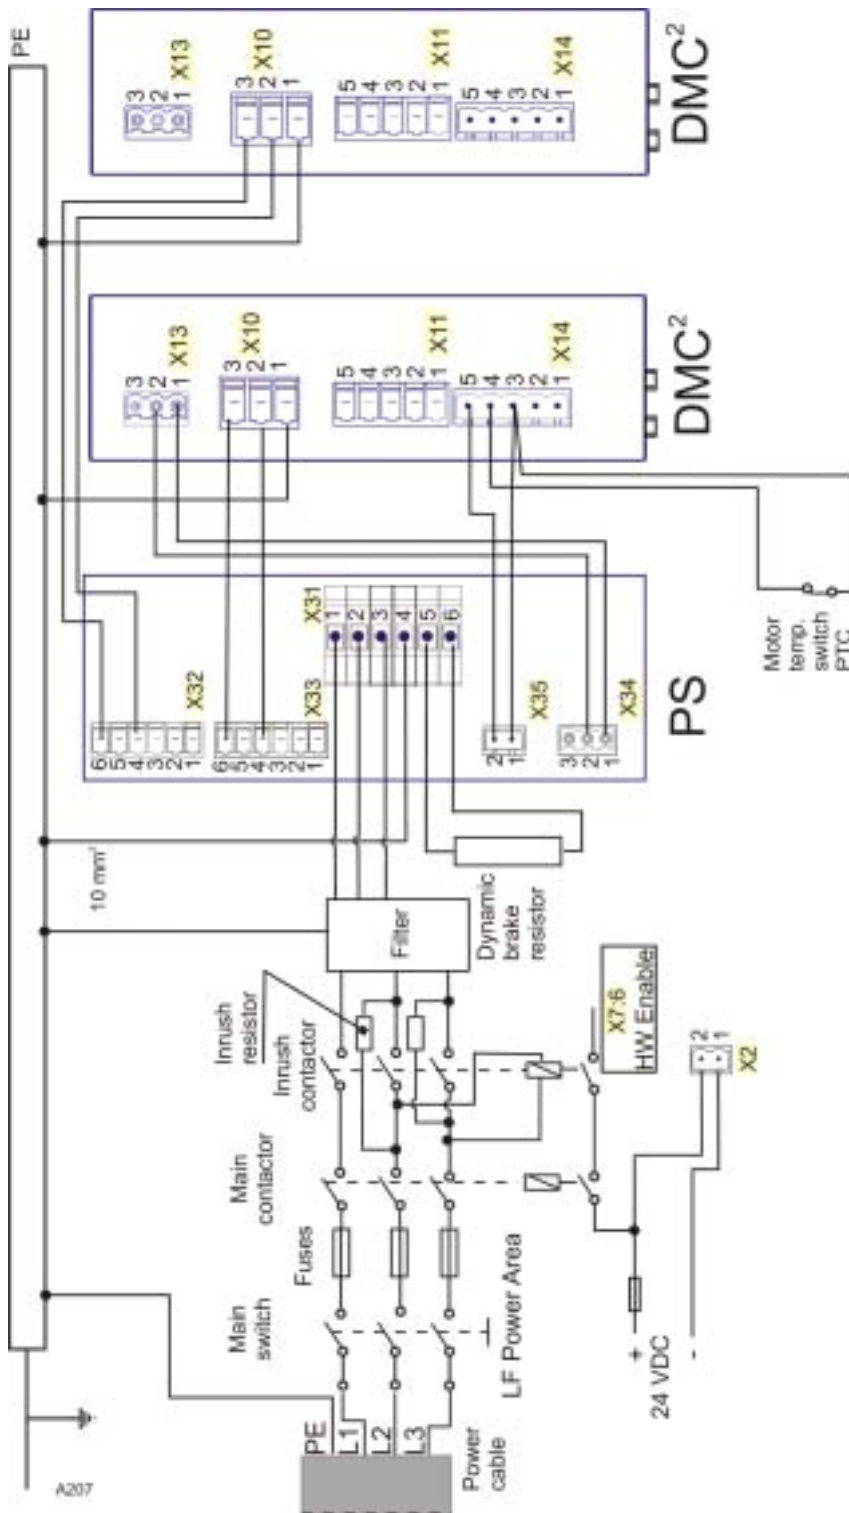 PE
X13
3
2
1
X10
3
2
1
X11
5
4
3
2
1
X14
5
4
3
2
1
DMC²
X13
3
2
1
X10
3
2
1
X11
5
4
3
2
1
X14
5
4
3
2
1
DMC²
X32
6
5
4
3
2
1
X33
6
5
4
3
2
1
X31
1
2
3
4
5
6
X35
2
1
X34
3
2
1
PS
Motor
temp.
switch
PTC
10 mm²
Filter
Dynamic
brake
resistor
Inrush
resistor
Inrush
contactor
X7:6
HW Enable
2
1
X2
Main
contactor
Fuses
Main
switch
LF Power Area
+
24 VDC
-
PE
L1
L2
L3
Power
cable
A207